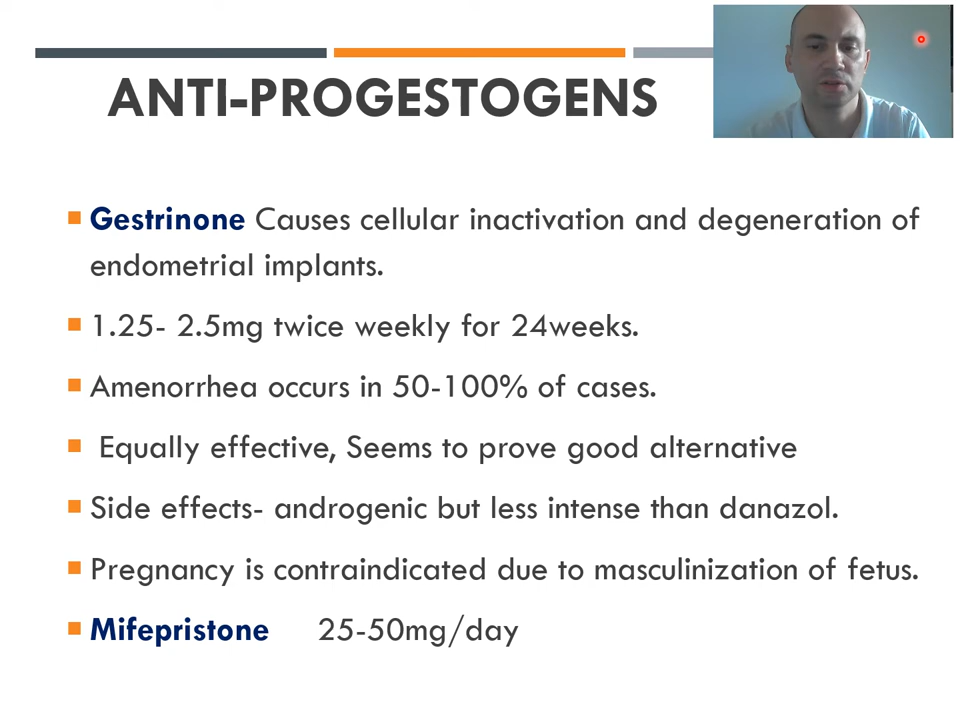 ANTI-PROGESTOGENS
Gestrinone Causes cellular inactivation and degeneration of
endometrial implants.
1.25- 2.5mg twice weekly for 24weeks.
Amenorrhea occurs in 50-100% of cases.
Equally effective, Seems to prove good alternative
Side effects- androgenic but less intense than danazol.
Pregnancy is contraindicated due to masculinization of fetus.
Mifepristone 25-50mg/day